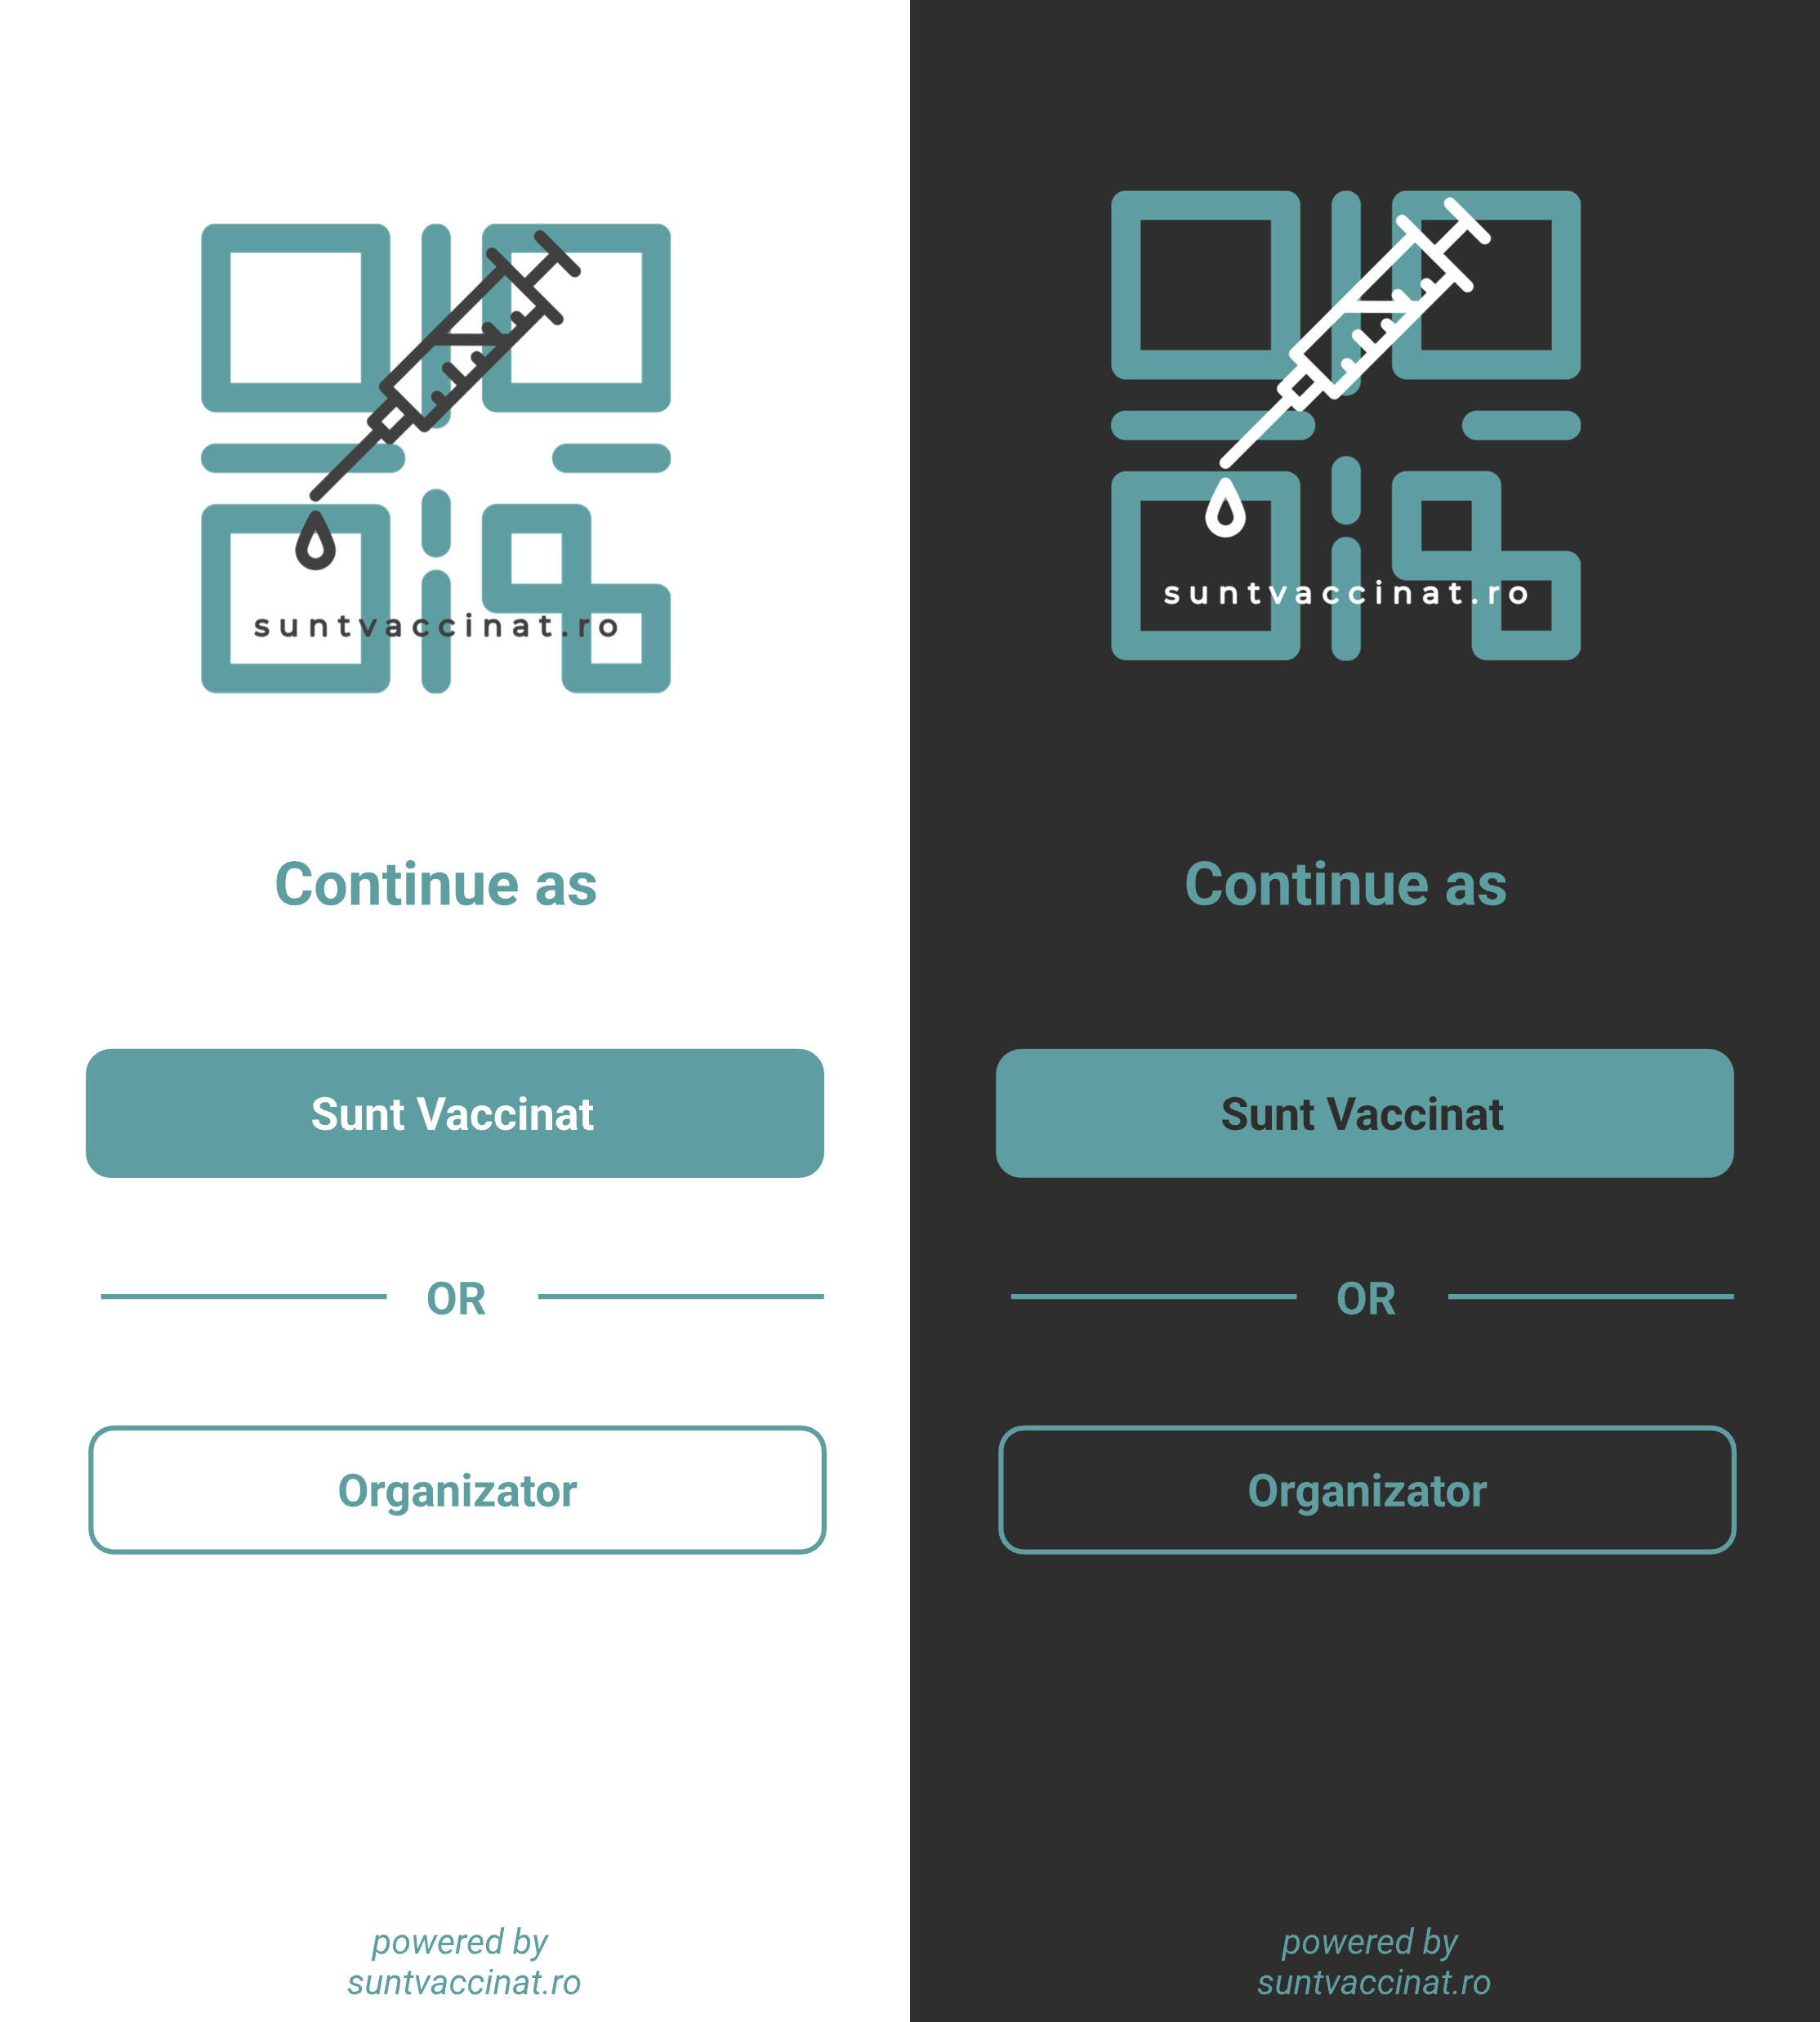 suntvaccinat.ro
Continue as
Sunt Vaccinat
OR
Organizator
powered by
suntvaccinat.ro
suntvaccinat.ro
Continue as
Sunt Vaccinat
OR
Organizator
powered by
suntvaccinat.ro